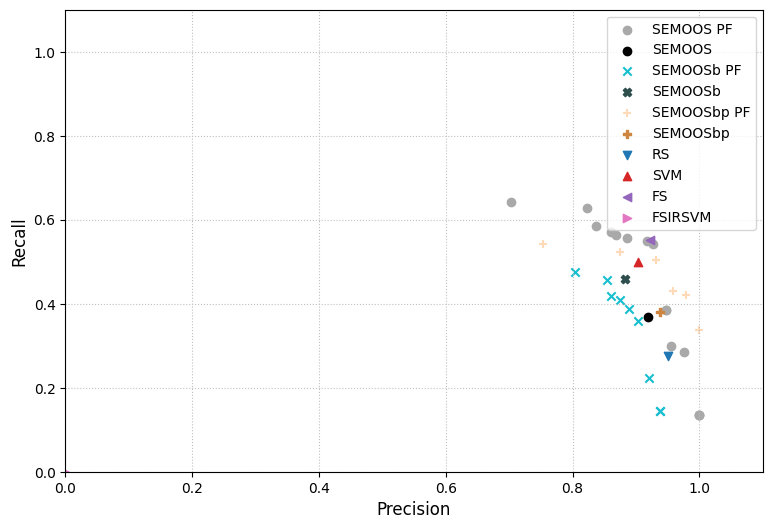 SEMOOS PF
SEMOOS
SEMOOSb PF
SEMOOSb
SEMOOSbp PF
SEMOOSbp
RS
SVM
FS
FSIRSVM
1.0
0.8
0.6
0.4
0.2
0.0
Recall
0.0 0.2 0.4 0.6 0.8 1.0
Precision